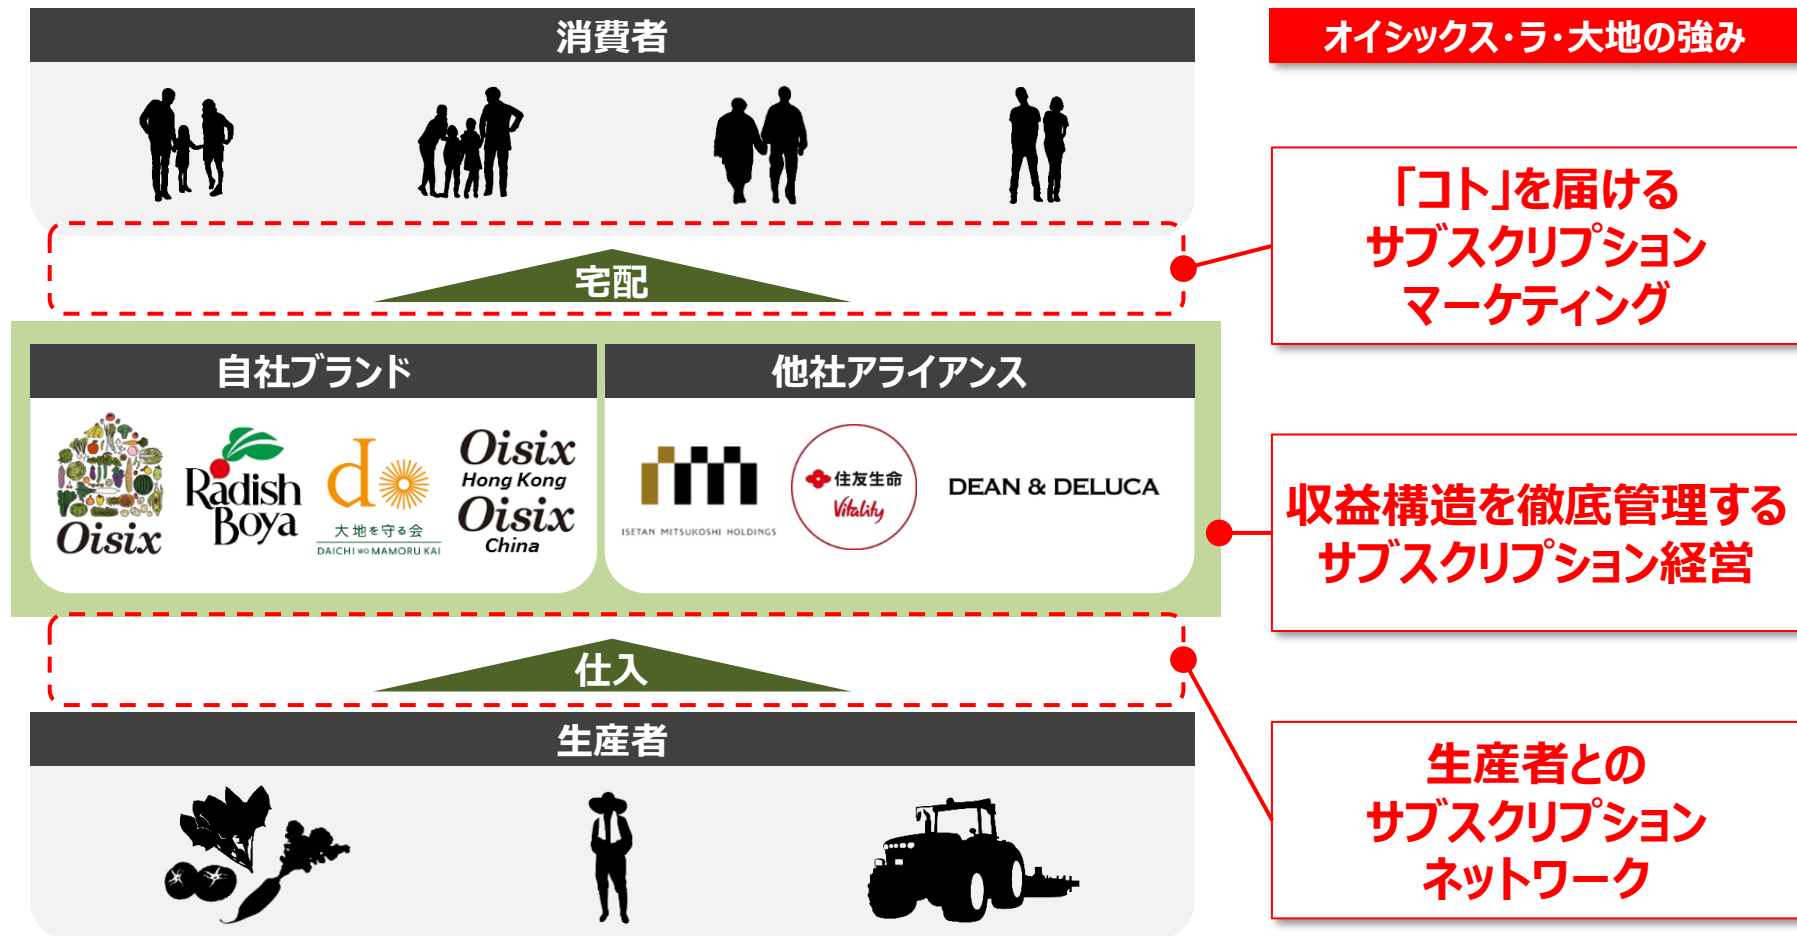 消費者
オイシックス・ラ・大地の強み
「コト」を届ける
サブスクリプション
マーケティング
宅配
自社ブランド
他社アライアンス
Oisix
Radish
Boya
do
大地を守る会
DAICHI WO MAMORU KAI
Oisix
Hong Kong
Oisix
China
ISETAN MITSUKOSHI HOLDINGS
住友生命
Vitality
DEAN & DELUCA
収益構造を徹底管理する
サブスクリプション経営
仕入
生産者
生産者との
サブスクリプション
ネットワーク